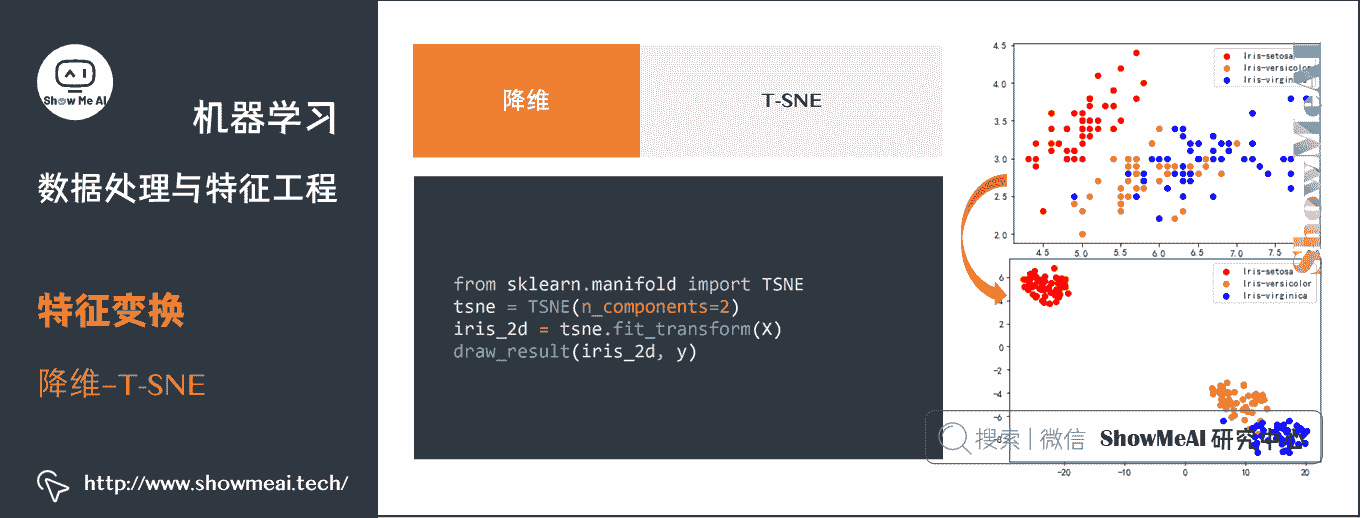 Show Me AI
机器学习
数据处理与特征工程
特征变换
降维-T-SNE
http://www.showmeai.tech/
降维
T-SNE
from sklearn.manifold import TSNE
tsne = TSNE(n_components=2)
iris_2d = tsne.fit_transform(X)
draw_result(iris_2d, y)
4.5
4.0
3.5
3.0
2.5
2.0
Iris-setosa
Iris-versicolor
Iris-virginica
4.5 5.0 5.5 6.0 6.5 7.0 7.5
6
4
2
0
-2
-4
-6
Iris-setosa
Iris-versicolor
Iris-virginica
-20 -10 0 10 20
ShowMeAI
搜索 | 微信 ShowMeAI 研究中心